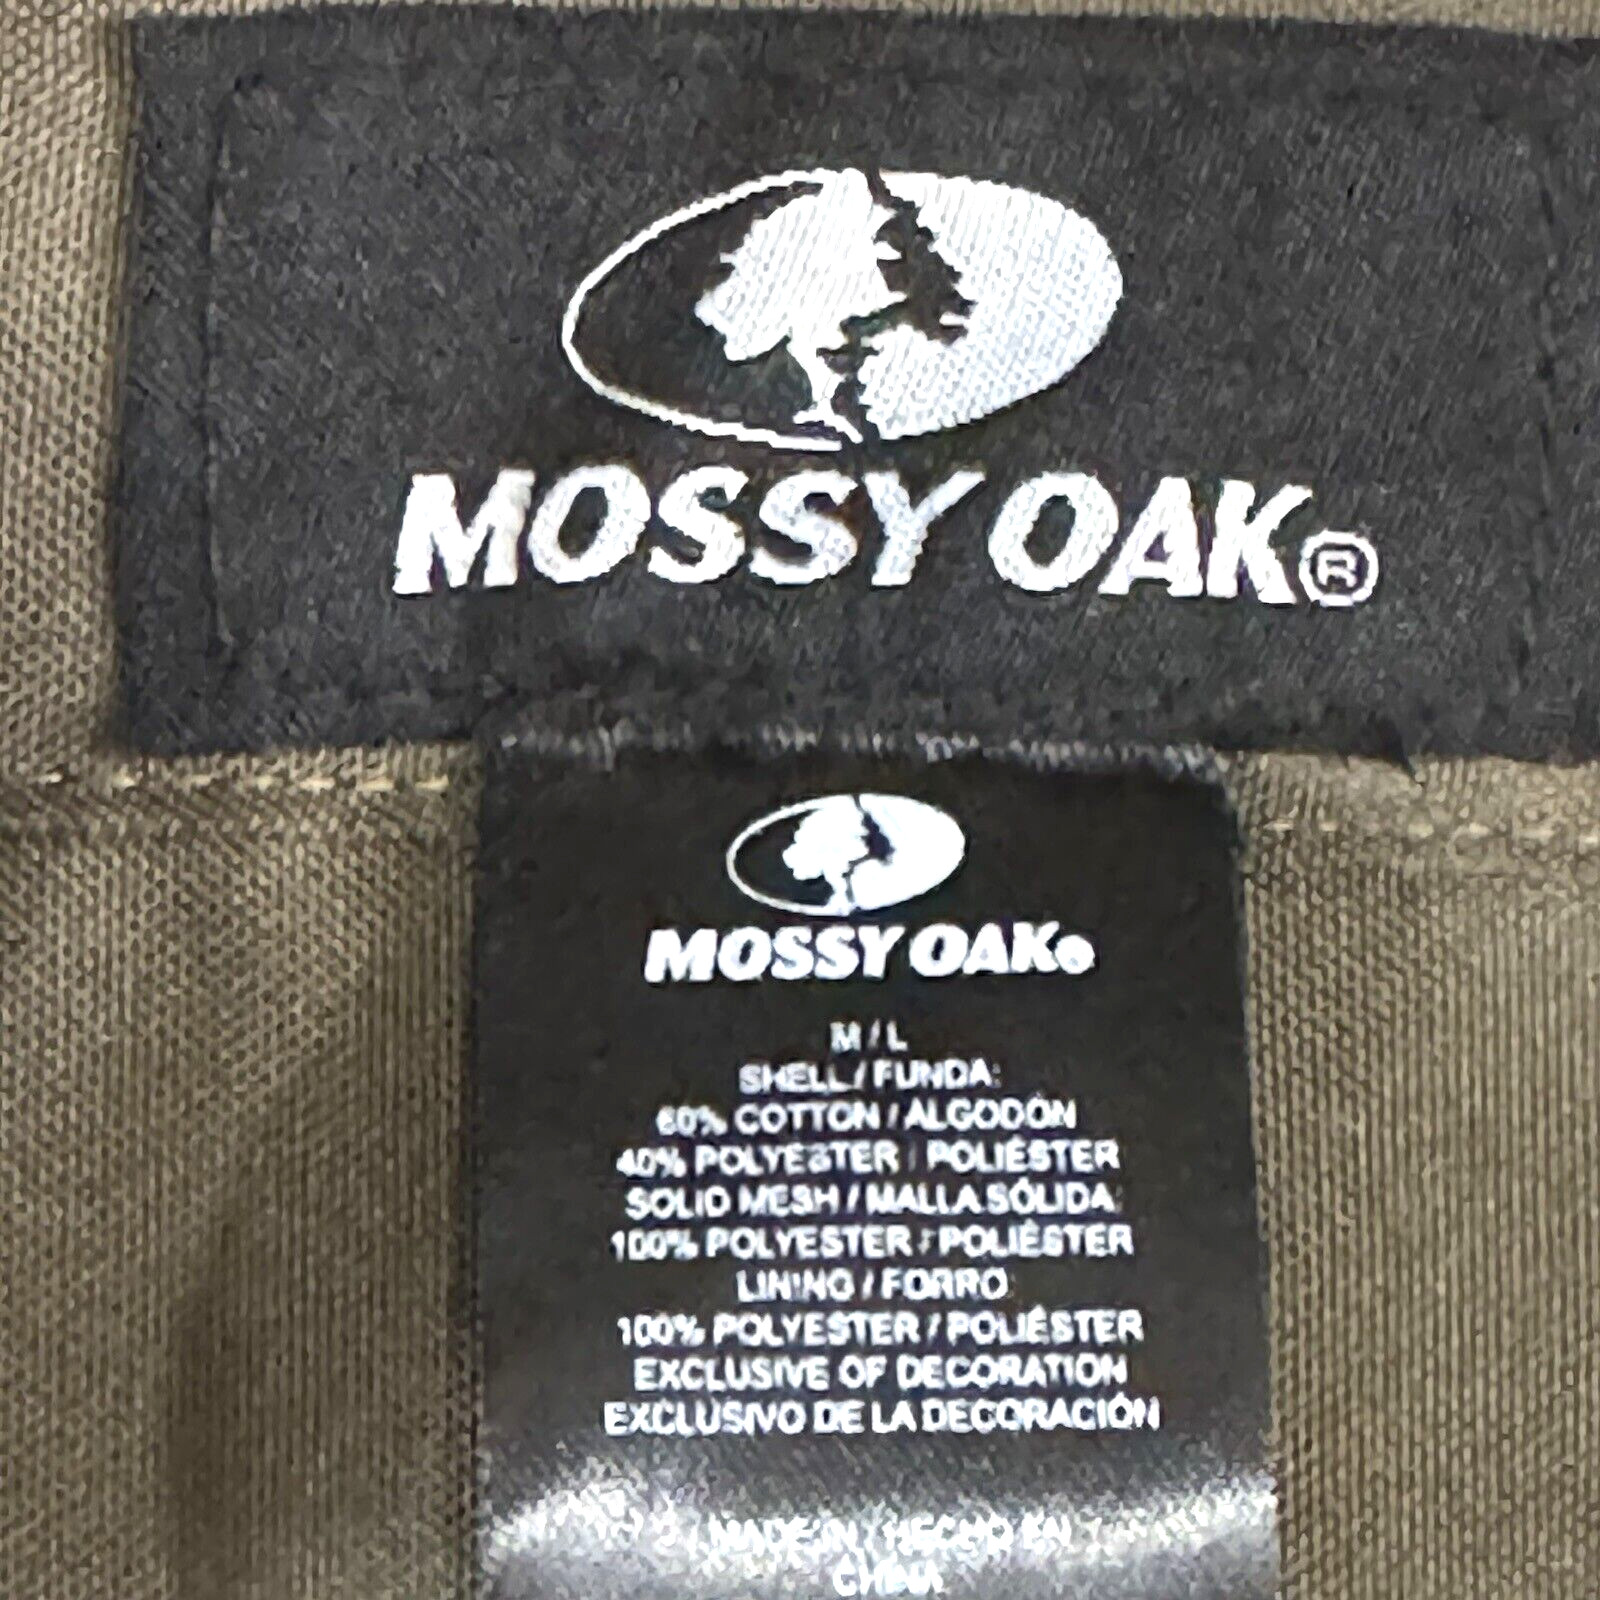 MOSSY OAK®
MOSSY OAK®
M / L
SHELL / FUNDA:
60% COTTON / ALGODÓN
40% POLYESTER / POLIÉSTER
SOLID MESH / MALLA SÓLIDA:
100% POLYESTER / POLIÉSTER
LINING / FORRO:
100% POLYESTER / POLIÉSTER
EXCLUSIVE OF DECORATION
EXCLUSIVO DE LA DECORACIÓN
MADE IN / HECHO EN
CHINA